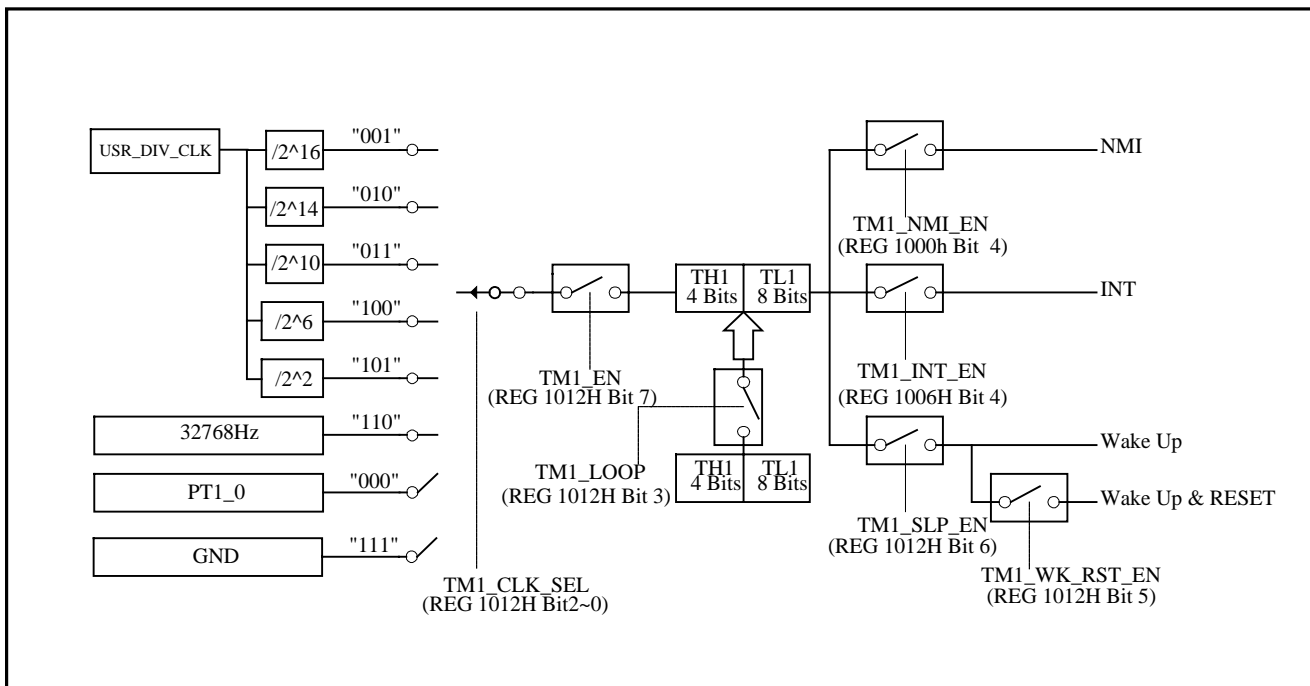 USR_DIV_CLK
/2^16
"001"
/2^14
"010"
/2^10
"011"
/2^6
"100"
/2^2
"101"
32768Hz
"110"
PT1_0
"000"
GND
"111"
TM1_CLK_SEL
(REG 1012H Bit2~0)
TM1_EN
(REG 1012H Bit 7)
TH1
4 Bits
TL1
8 Bits
TM1_LOOP
(REG 1012H Bit 3)
TH1
4 Bits
TL1
8 Bits
NMI
TM1_NMI_EN
(REG 1000h Bit 4)
INT
TM1_INT_EN
(REG 1006H Bit 4)
Wake Up
TM1_SLP_EN
(REG 1012H Bit 6)
Wake Up & RESET
TM1_WK_RST_EN
(REG 1012H Bit 5)